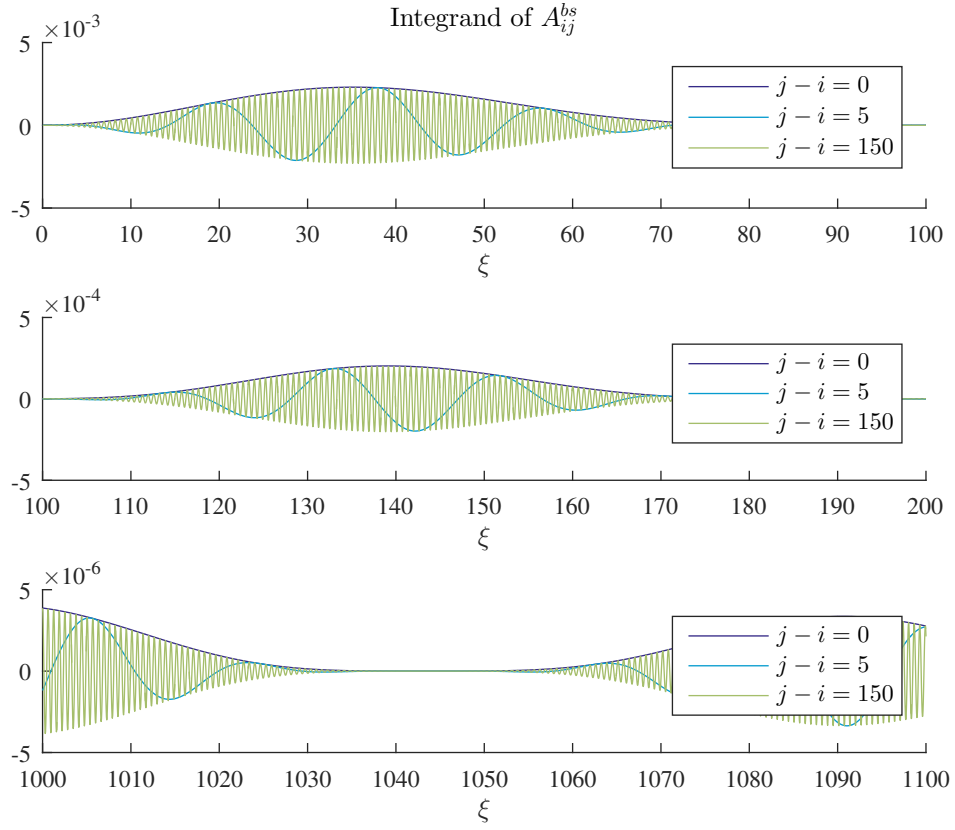 Integrand of $A_{ij}^{bs}$
×10^-3
5
0
-5
j − i = 0
j − i = 5
j − i = 150
0 10 20 30 40 50 60 70 80 90 100
ξ
×10^-4
5
0
-5
j − i = 0
j − i = 5
j − i = 150
100 110 120 130 140 150 160 170 180 190 200
ξ
×10^-6
5
0
-5
j − i = 0
j − i = 5
j − i = 150
1000 1010 1020 1030 1040 1050 1060 1070 1080 1090 1100
ξ